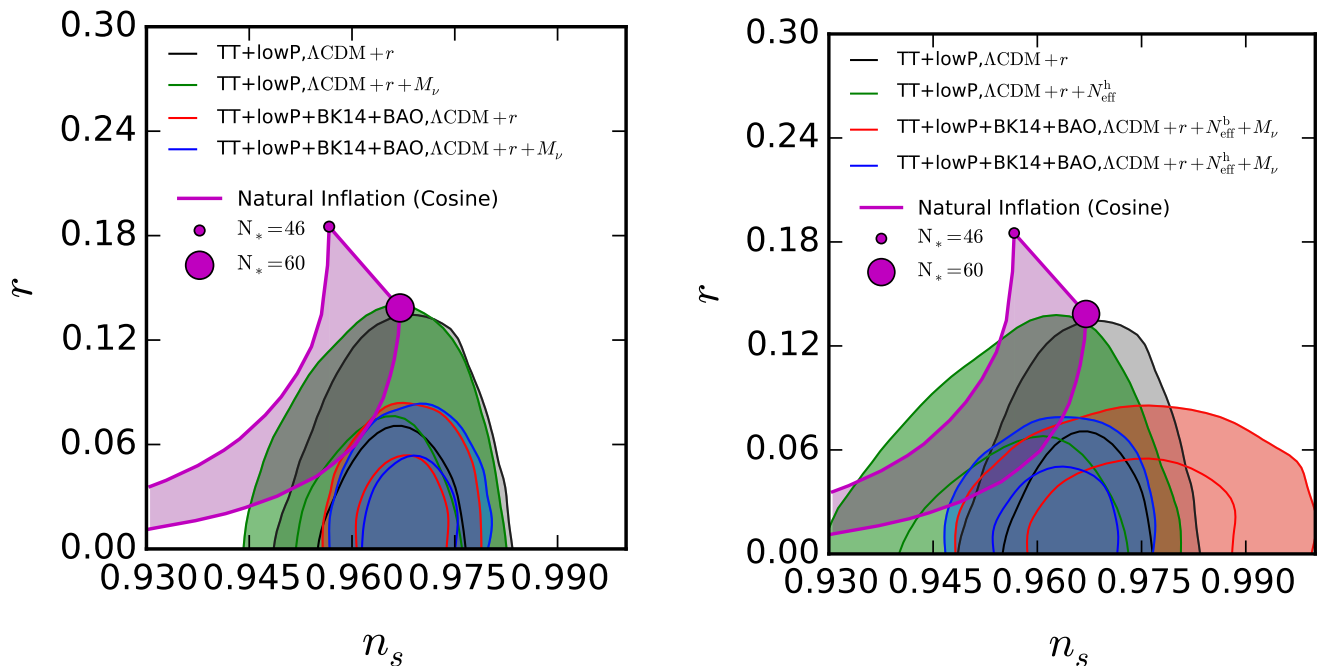 0.30
0.24
0.18
0.12
0.06
0.00
r
TT+lowP,ΛCDM+r
TT+lowP,ΛCDM+r+M_ν
TT+lowP+BK14+BAO,ΛCDM+r
TT+lowP+BK14+BAO,ΛCDM+r+M_ν
Natural Inflation (Cosine)
N_*=46
N_*=60
0.930 0.945 0.960 0.975 0.990
n_s
0.30
0.24
0.18
0.12
0.06
0.00
r
TT+lowP,ΛCDM+r
TT+lowP,ΛCDM+r+N_eff^h
TT+lowP+BK14+BAO,ΛCDM+r+N_eff^b+M_ν
TT+lowP+BK14+BAO,ΛCDM+r+N_eff^h+M_ν
Natural Inflation (Cosine)
N_*=46
N_*=60
0.930 0.945 0.960 0.975 0.990
n_s